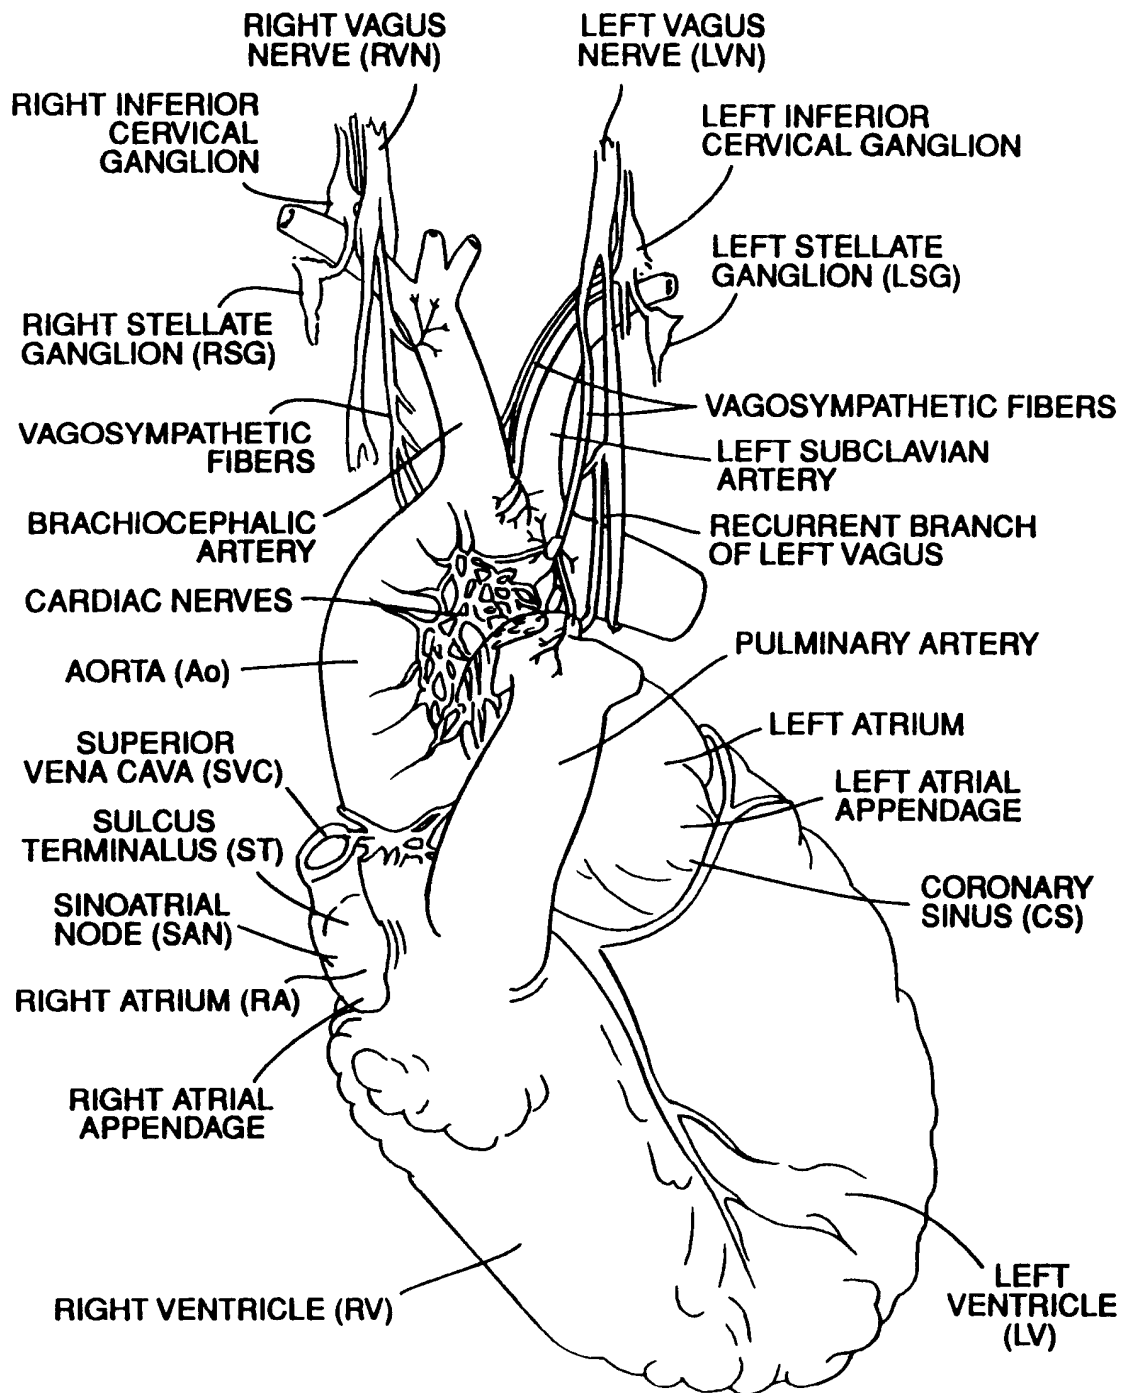 RIGHT VAGUS
NERVE (RVN)
LEFT VAGUS
NERVE (LVN)
RIGHT INFERIOR
CERVICAL
GANGLION
LEFT INFERIOR
CERVICAL GANGLION
LEFT STELLATE
GANGLION (LSG)
RIGHT STELLATE
GANGLION (RSG)
VAGOSYMPATHETIC
FIBERS
VAGOSYMPATHETIC FIBERS
LEFT SUBCLAVIAN
ARTERY
BRACHIOCEPHALIC
ARTERY
RECURRENT BRANCH
OF LEFT VAGUS
CARDIAC NERVES
PULMINARY ARTERY
AORTA (Ao)
LEFT ATRIUM
SUPERIOR
VENA CAVA (SVC)
LEFT ATRIAL
APPENDAGE
SULCUS
TERMINALUS (ST)
CORONARY
SINUS (CS)
SINOATRIAL
NODE (SAN)
RIGHT ATRIUM (RA)
RIGHT ATRIAL
APPENDAGE
RIGHT VENTRICLE (RV)
LEFT
VENTRICLE
(LV)